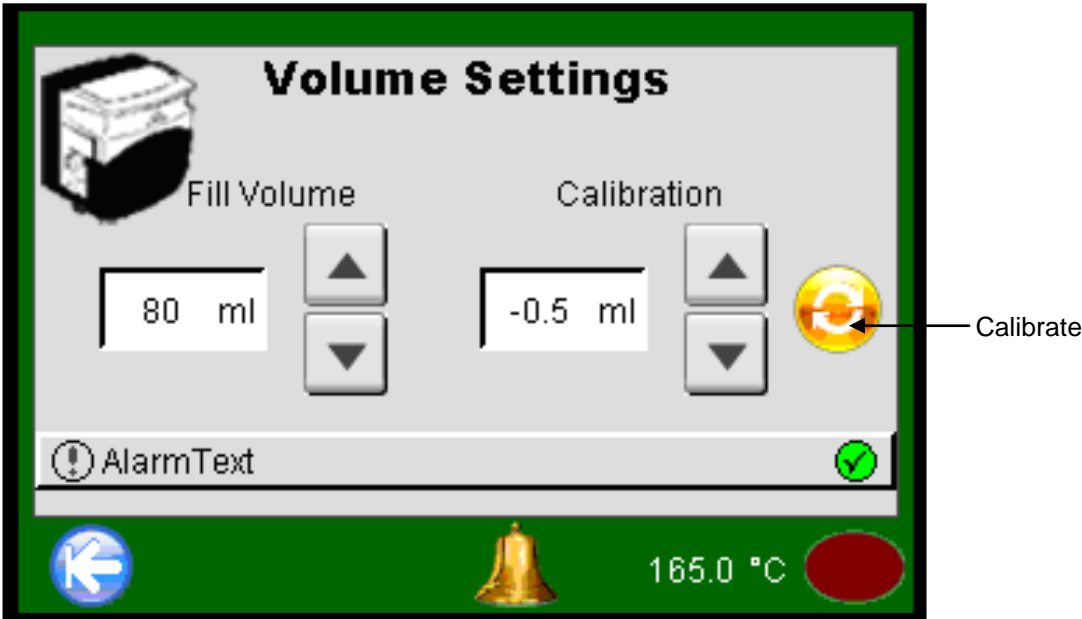 Volume Settings
Fill Volume
Calibration
80 ml
-0.5 ml
Calibrate
AlarmText
165.0 °C